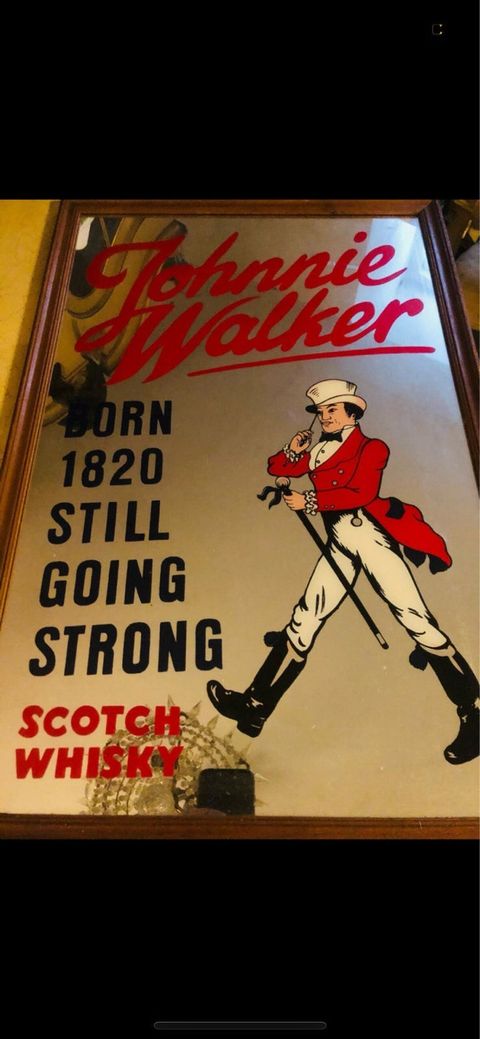 Johnnie
Walker
BORN
1820
STILL
GOING
STRONG
SCOTCH
WHISKY